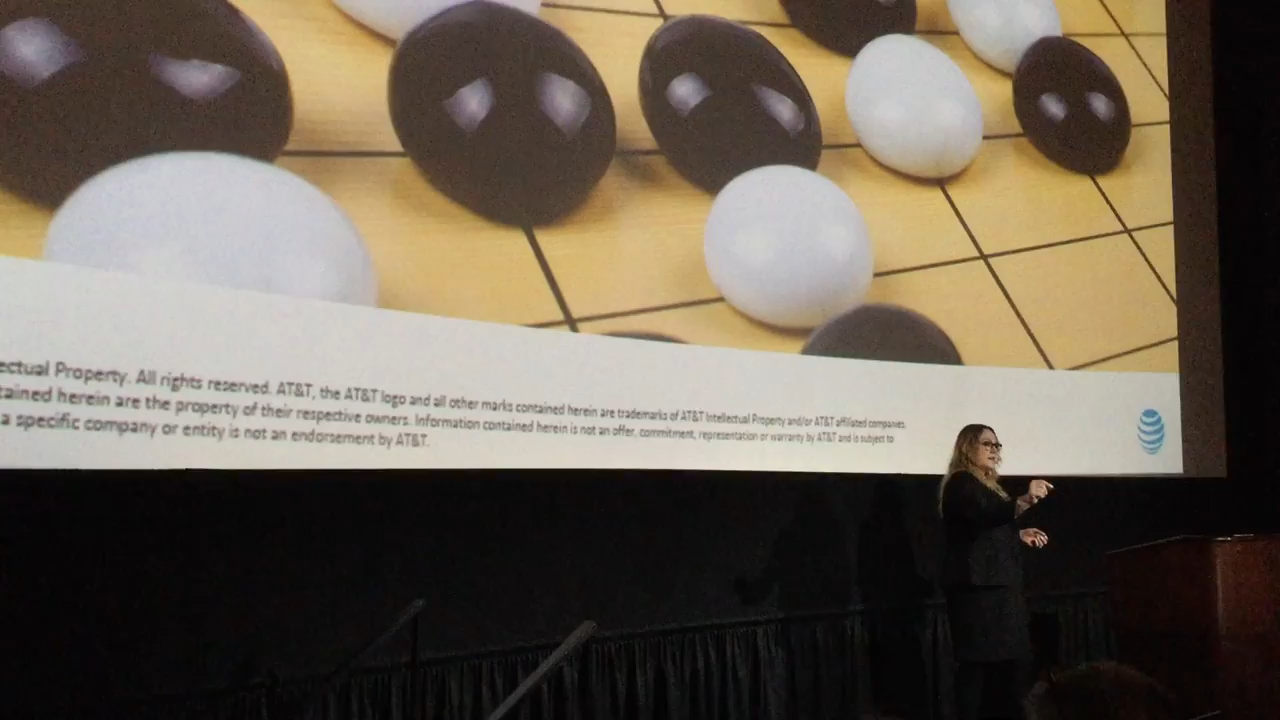 ectual Property. All rights reserved. AT&T, the AT&T logo and all other marks contained herein are trademarks of AT&T Intellectual Property and/or AT&T affiliated companies.
tained herein are the property of their respective owners. Information contained herein is not an offer, commitment, representation or warranty by AT&T and is subject to
a specific company or entity is not an endorsement by AT&T.